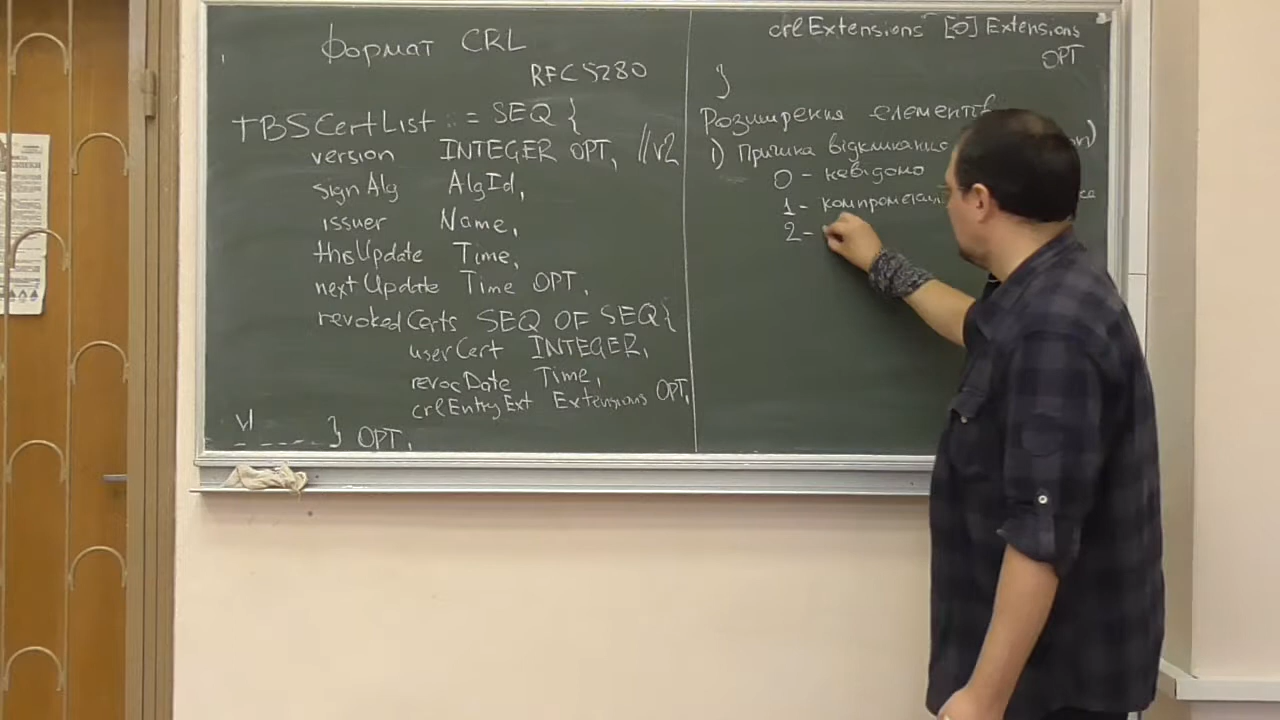 Формат CRL
RFC 5280
TBSCertList ::= SEQ {
version INTEGER OPT, //v2
signAlg AlgId,
issuer Name,
thisUpdate Time,
nextUpdate Time OPT,
revokedCerts SEQ OF SEQ{
userCert INTEGER,
revocDate Time,
crlEntryExt Extensions OPT,
} OPT,
crlExtensions [0] Extensions
OPT
}
Розширення елементів
1) Причина відкликання
0 - невідомо
1 - компрометація
2 -